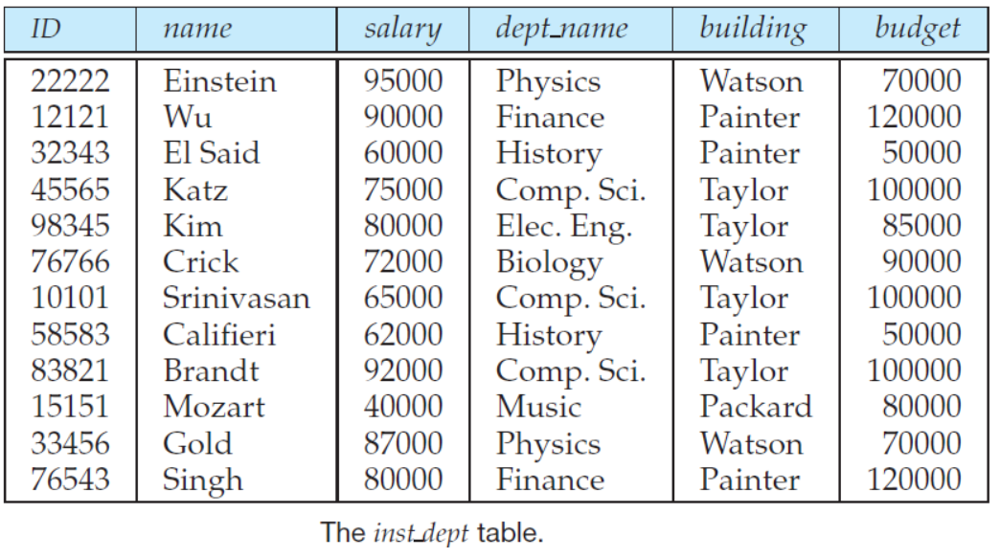 ID name salary dept_name building budget
22222 Einstein 95000 Physics Watson 70000
12121 Wu 90000 Finance Painter 120000
32343 El Said 60000 History Painter 50000
45565 Katz 75000 Comp. Sci. Taylor 100000
98345 Kim 80000 Elec. Eng. Taylor 85000
76766 Crick 72000 Biology Watson 90000
10101 Srinivasan 65000 Comp. Sci. Taylor 100000
58583 Califieri 62000 History Painter 50000
83821 Brandt 92000 Comp. Sci. Taylor 100000
15151 Mozart 40000 Music Packard 80000
33456 Gold 87000 Physics Watson 70000
76543 Singh 80000 Finance Painter 120000
The inst_dept table.